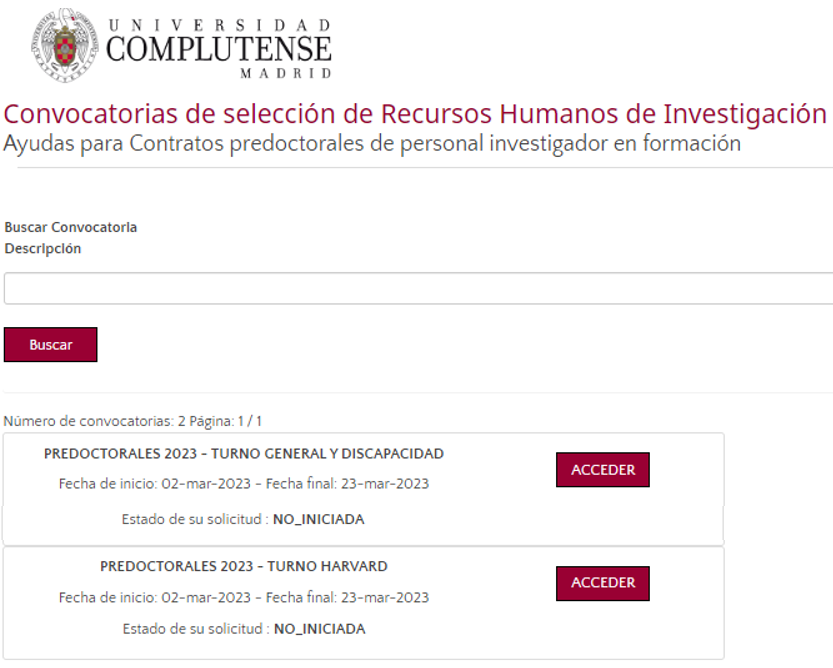 UNIVERSIDAD
COMPLUTENSE
MADRID
Convocatorias de selección de Recursos Humanos de Investigación
Ayudas para Contratos predoctorales de personal investigador en formación
Buscar Convocatoria
Descripción
Buscar
Número de convocatorias: 2 Página: 1 / 1
PREDOCTORALES 2023 - TURNO GENERAL Y DISCAPACIDAD
ACCEDER
Fecha de inicio: 02-mar-2023 - Fecha final: 23-mar-2023
Estado de su solicitud : NO_INICIADA
PREDOCTORALES 2023 - TURNO HARVARD
ACCEDER
Fecha de inicio: 02-mar-2023 - Fecha final: 23-mar-2023
Estado de su solicitud : NO_INICIADA